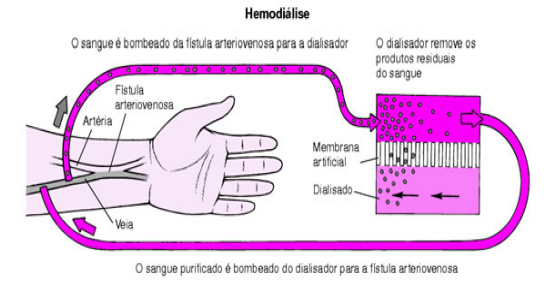 Hemodiálise
O sangue é bombeado da fístula arteriovenosa para a dialisador
O dialisador remove os
produtos residuais
do sangue
Fístula
arteriovenosa
Artéria
Membrana
artificial
Dialisado
Veia
O sangue purificado é bombeado do dialisador para a fístula arteriovenosa